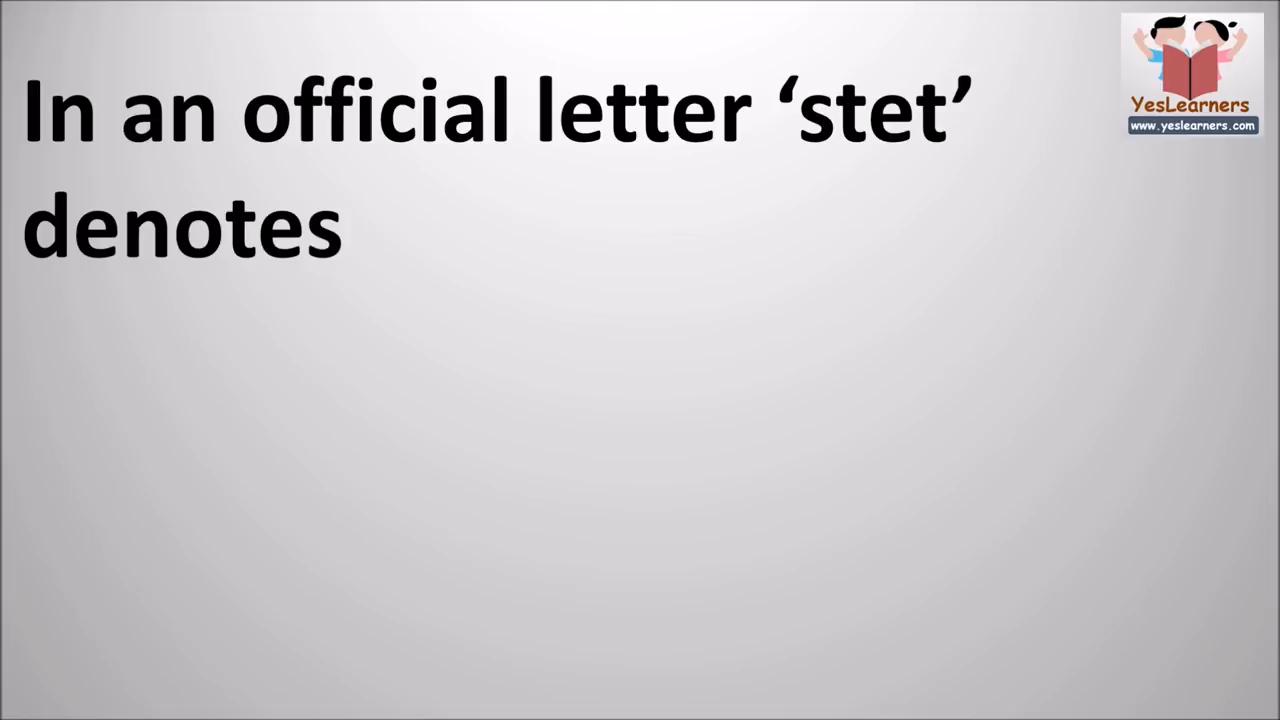 In an official letter ‘stet’
denotes
YesLearners
www.yeslearners.com